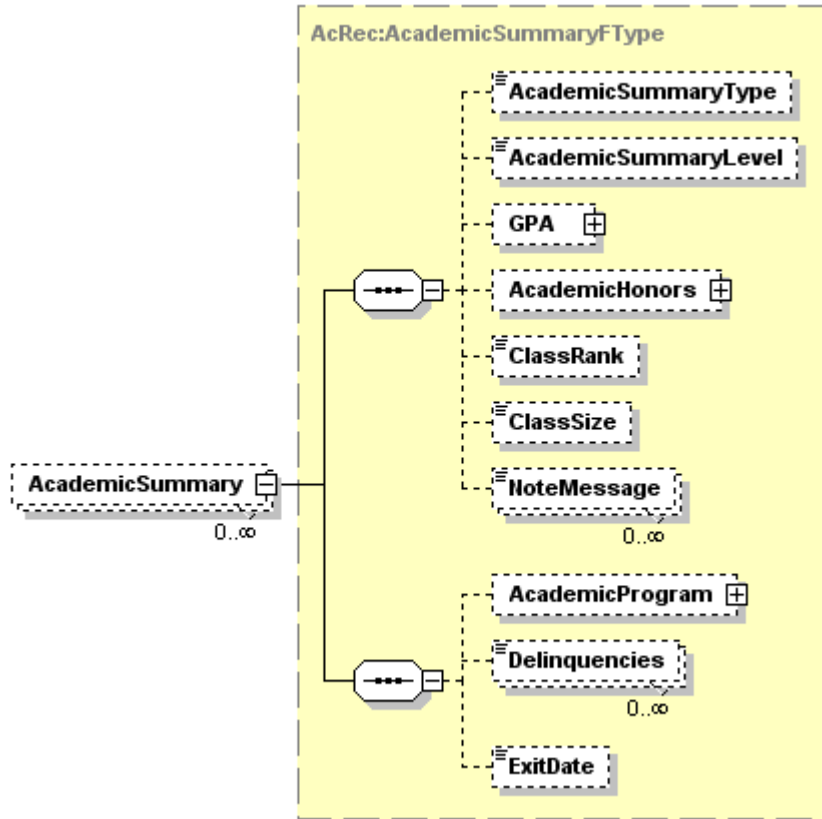 AcRec:AcademicSummaryFType
AcademicSummaryType
AcademicSummaryLevel
GPA
AcademicHonors
ClassRank
ClassSize
NoteMessage
0..∞
AcademicSummary
0..∞
AcademicProgram
Delinquencies
0..∞
ExitDate